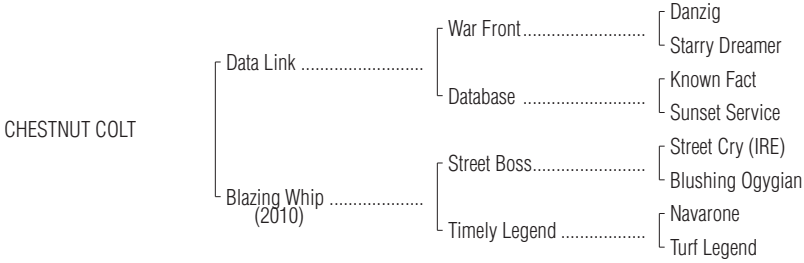 Danzig
War Front.........................
Starry Dreamer
Data Link .........................
Known Fact
Database .........................
Sunset Service
CHESTNUT COLT
Street Cry (IRE)
Street Boss.......................
Blushing Ogygian
Blazing Whip ...................
(2010)
Navarone
Timely Legend .................
Turf Legend